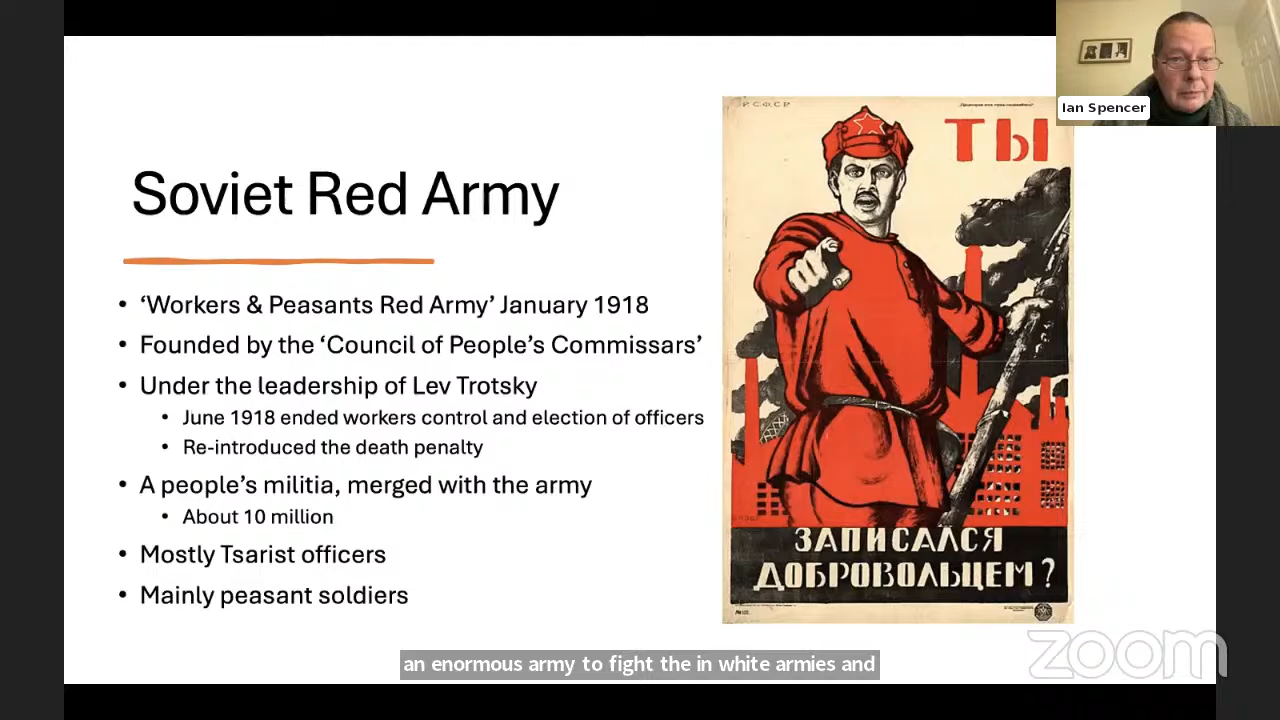 Ian Spencer
Soviet Red Army
• ‘Workers & Peasants Red Army’ January 1918
• Founded by the ‘Council of People’s Commissars’
• Under the leadership of Lev Trotsky
• June 1918 ended workers control and election of officers
• Re-introduced the death penalty
• A people’s militia, merged with the army
• About 10 million
• Mostly Tsarist officers
• Mainly peasant soldiers
Р.С.Ф.С.Р.
ТЫ
ЗАПИСАЛСЯ
ДОБРОВОЛЬЦЕМ?
an enormous army to fight the in white armies and
zoom